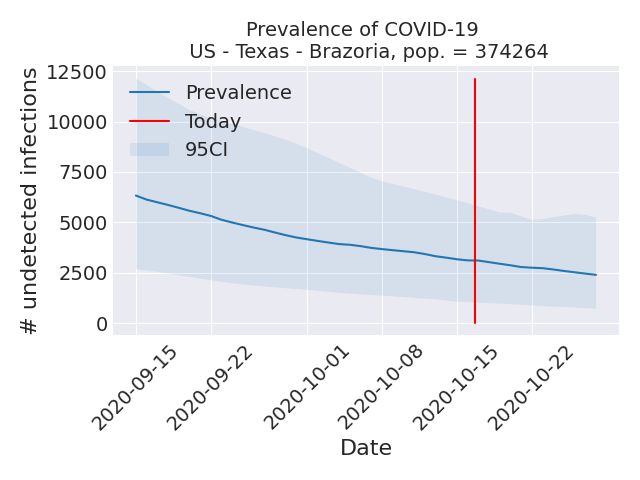 Prevalence of COVID-19
US - Texas - Brazoria, pop. = 374264
# undetected infections
12500
10000
7500
5000
2500
0
Prevalence
Today
95CI
2020-09-15
2020-09-22
2020-10-01
2020-10-08
2020-10-15
2020-10-22
Date